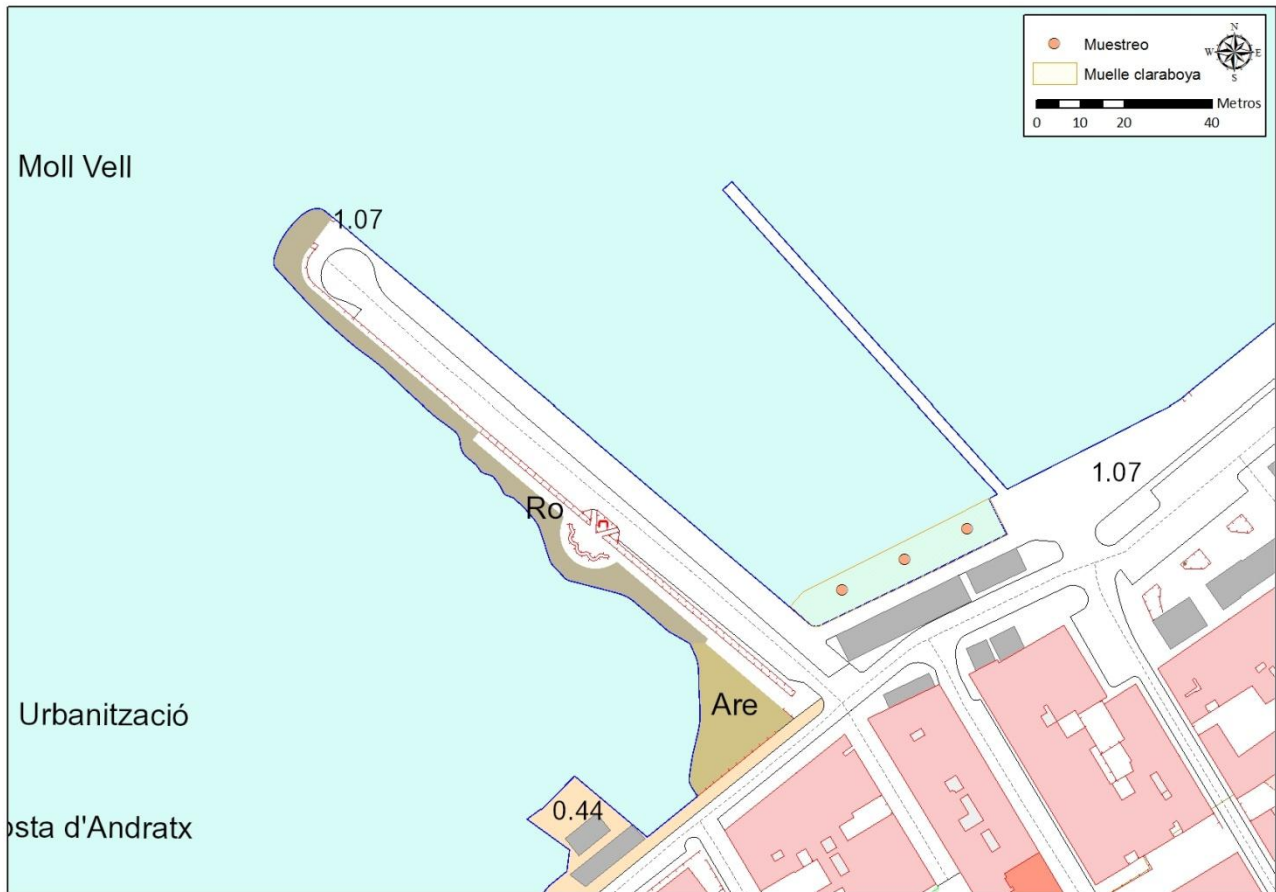 N
Muestreo
W E
Muelle claraboya
S
Metros
0 10 20 40
Moll Vell
1.07
1.07
Ro
Are
Urbanització
0.44
osta d'Andratx